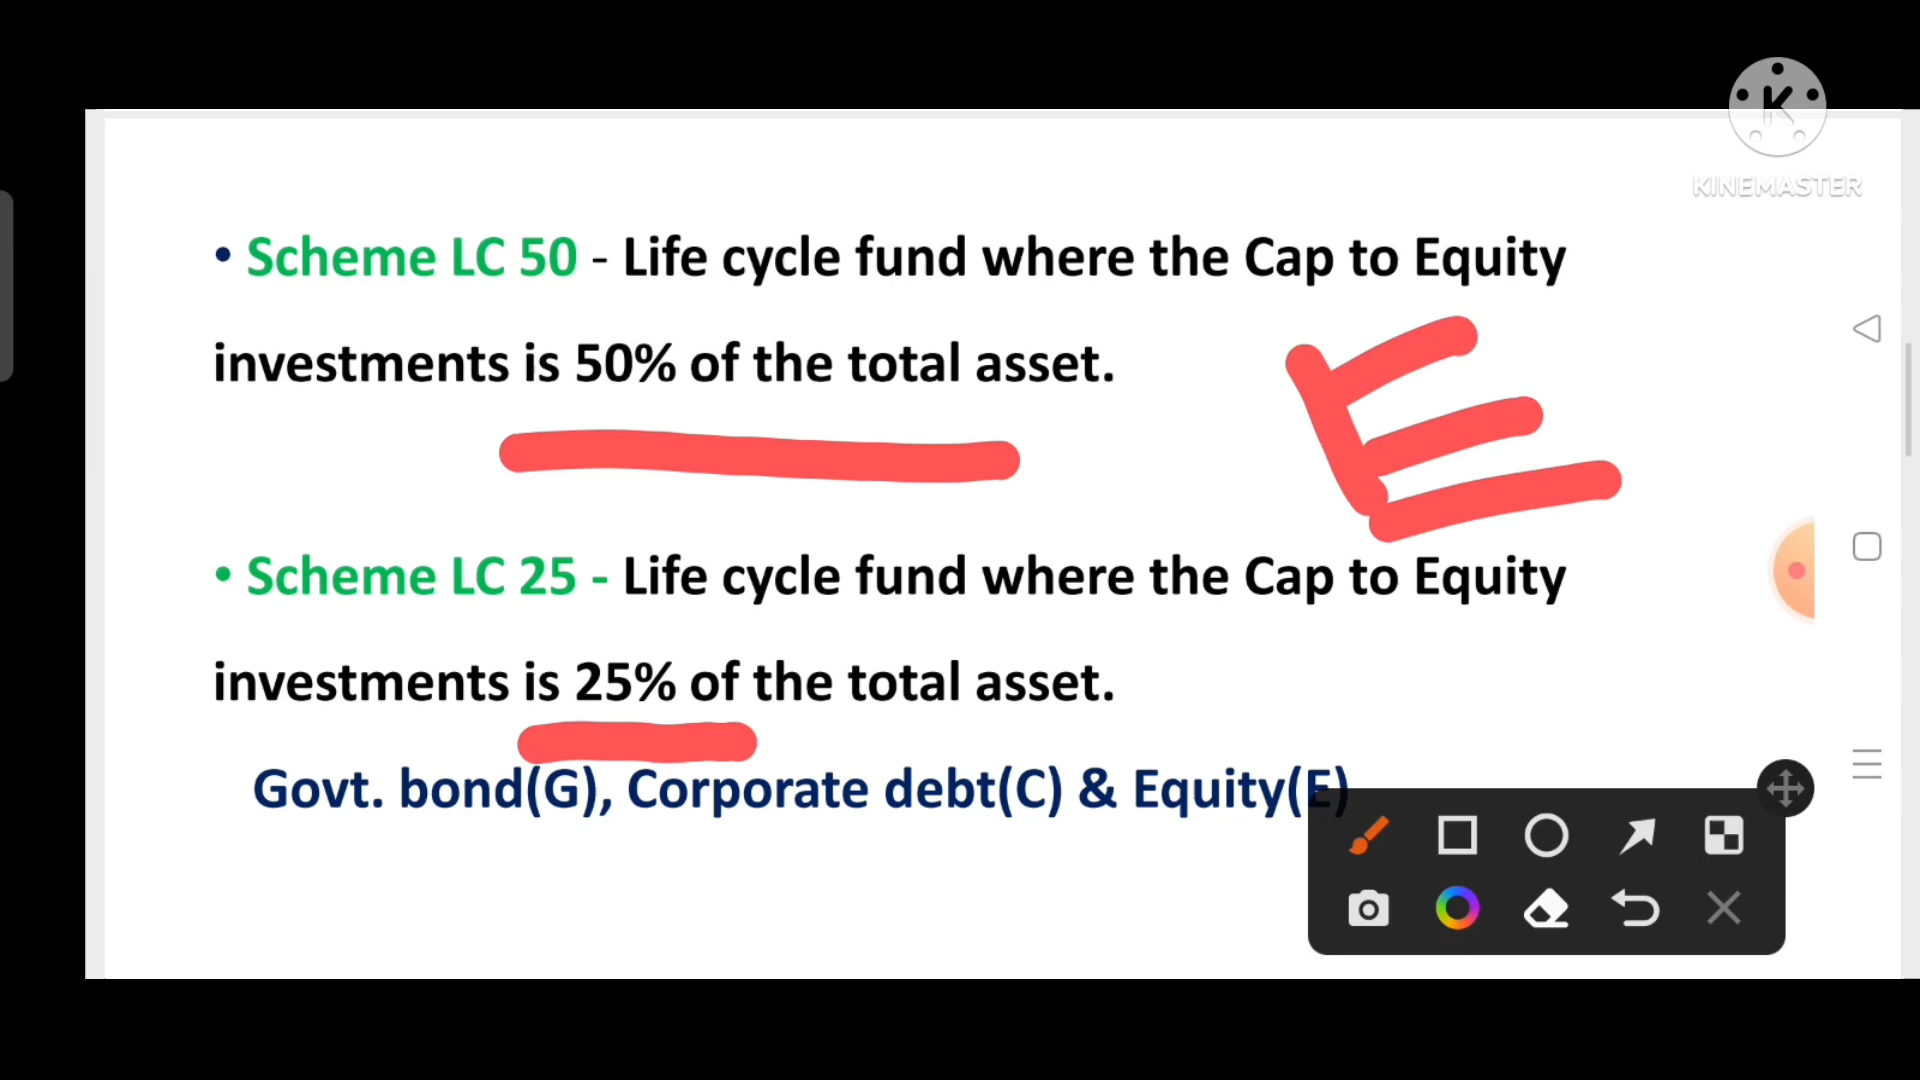 K
KINEMASTER
• Scheme LC 50 - Life cycle fund where the Cap to Equity
investments is 50% of the total asset.
E
• Scheme LC 25 - Life cycle fund where the Cap to Equity
investments is 25% of the total asset.
Govt. bond(G), Corporate debt(C) & Equity(E)